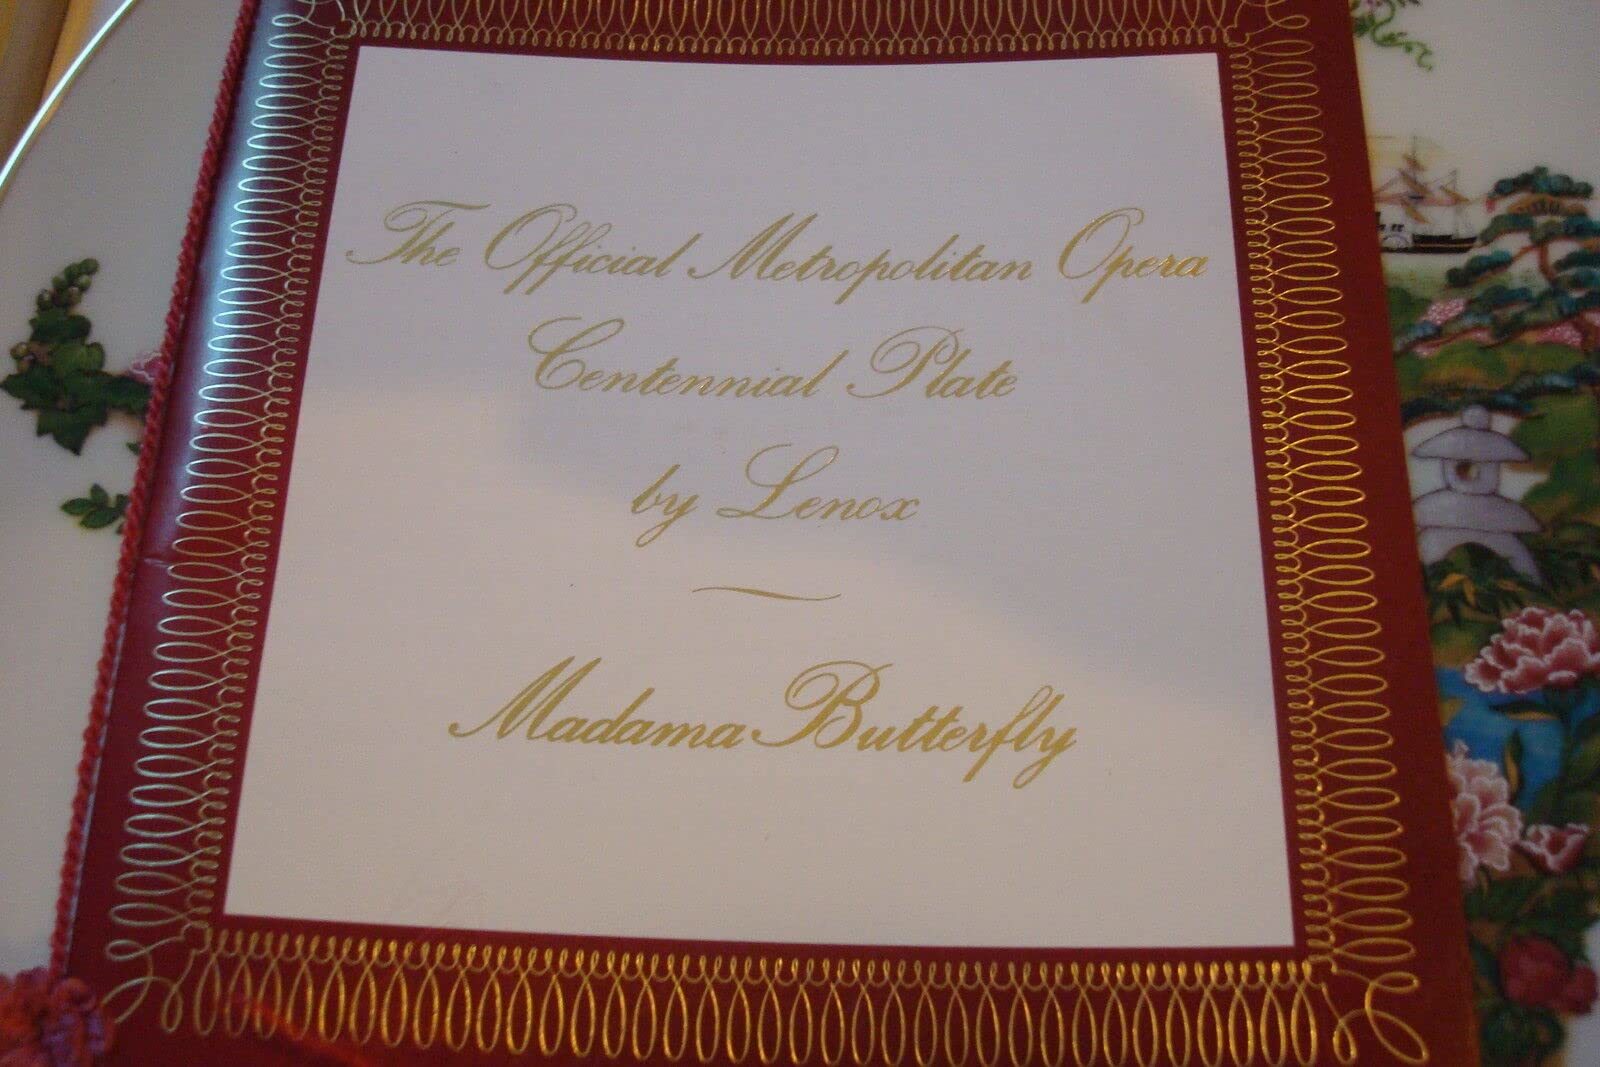 The Official Metropolitan Opera
Centennial Plate
by Lenox
Madama Butterfly